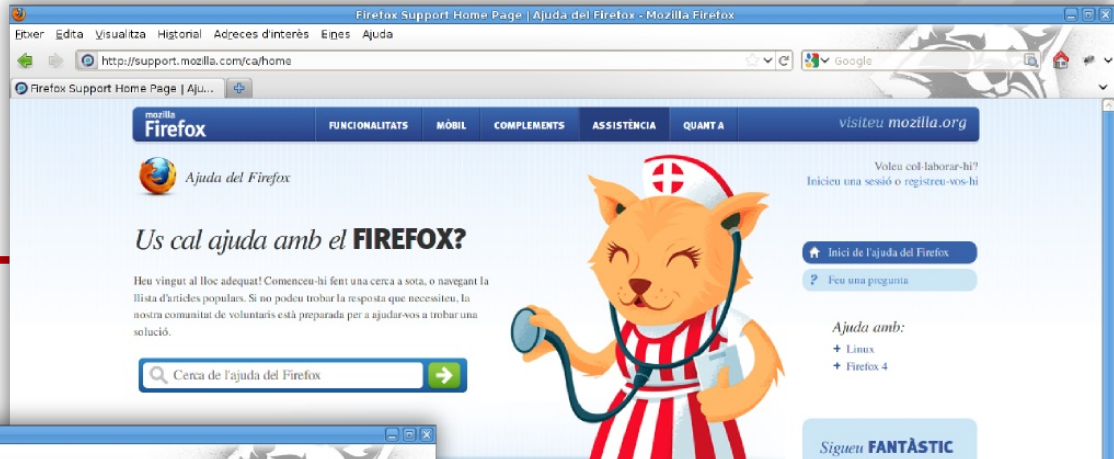 Firefox Support Home Page | Ajuda del Firefox - Mozilla Firefox
Fitxer Edita Visualitza Historial Adreces d'interès Eines Ajuda
http://support.mozilla.com/ca/home
Google
Firefox Support Home Page | Aju...
mozilla
Firefox
FUNCIONALITATS MÒBIL COMPLEMENTS ASSISTÈNCIA QUANT A
visiteu mozilla.org
Ajuda del Firefox
Voleu col·laborar-hi?
Inicieu una sessió o registreu-vos-hi
Us cal ajuda amb el FIREFOX?
Heu vingut al lloc adequat! Comenceu-hi fent una cerca a sota, o navegant la
llista d'articles populars. Si no podeu trobar la resposta que necessiteu, la
nostra comunitat de voluntaris està preparada per a ajudar-vos a trobar una
solució.
Cerca de l'ajuda del Firefox
Inici de l'ajuda del Firefox
? Feu una pregunta
Ajuda amb:
+ Linux
+ Firefox 4
Sigueu FANTÀSTIC